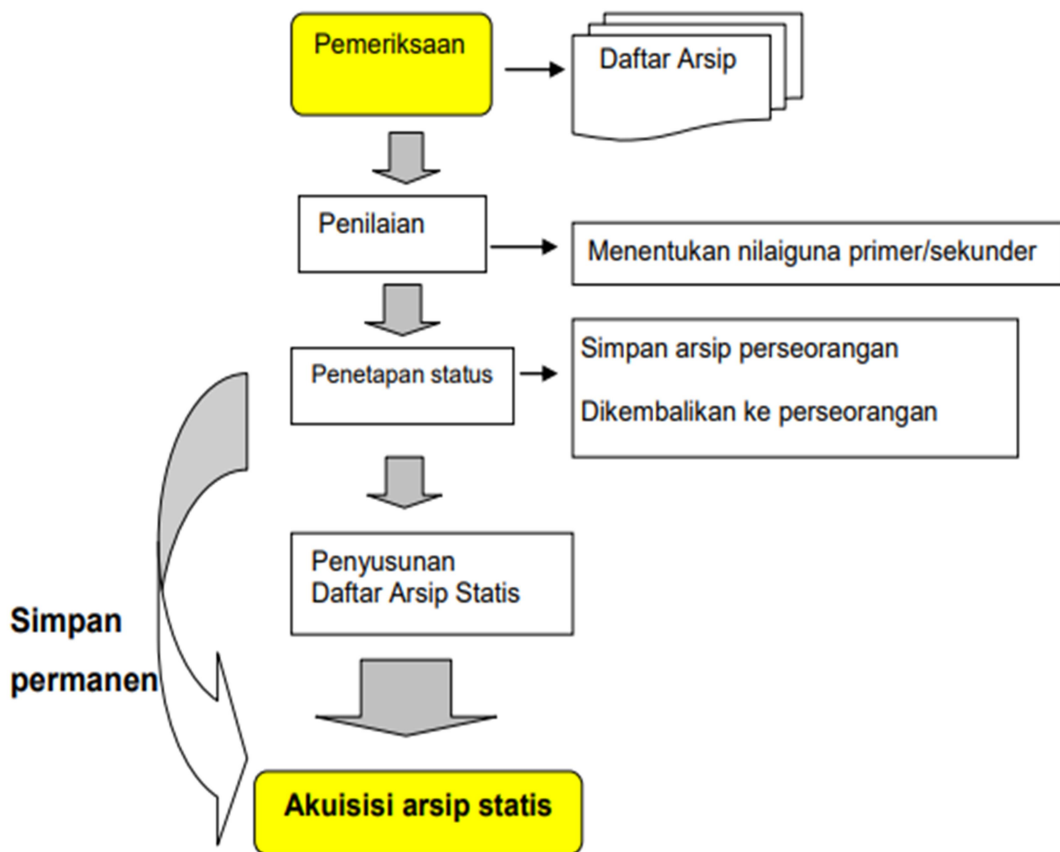 Pemeriksaan
Daftar Arsip
Penilaian
Menentukan nilaiguna primer/sekunder
Penetapan status
Simpan arsip perseorangan
Dikembalikan ke perseorangan
Penyusunan
Daftar Arsip Statis
Simpan
permanen
Akuisisi arsip statis